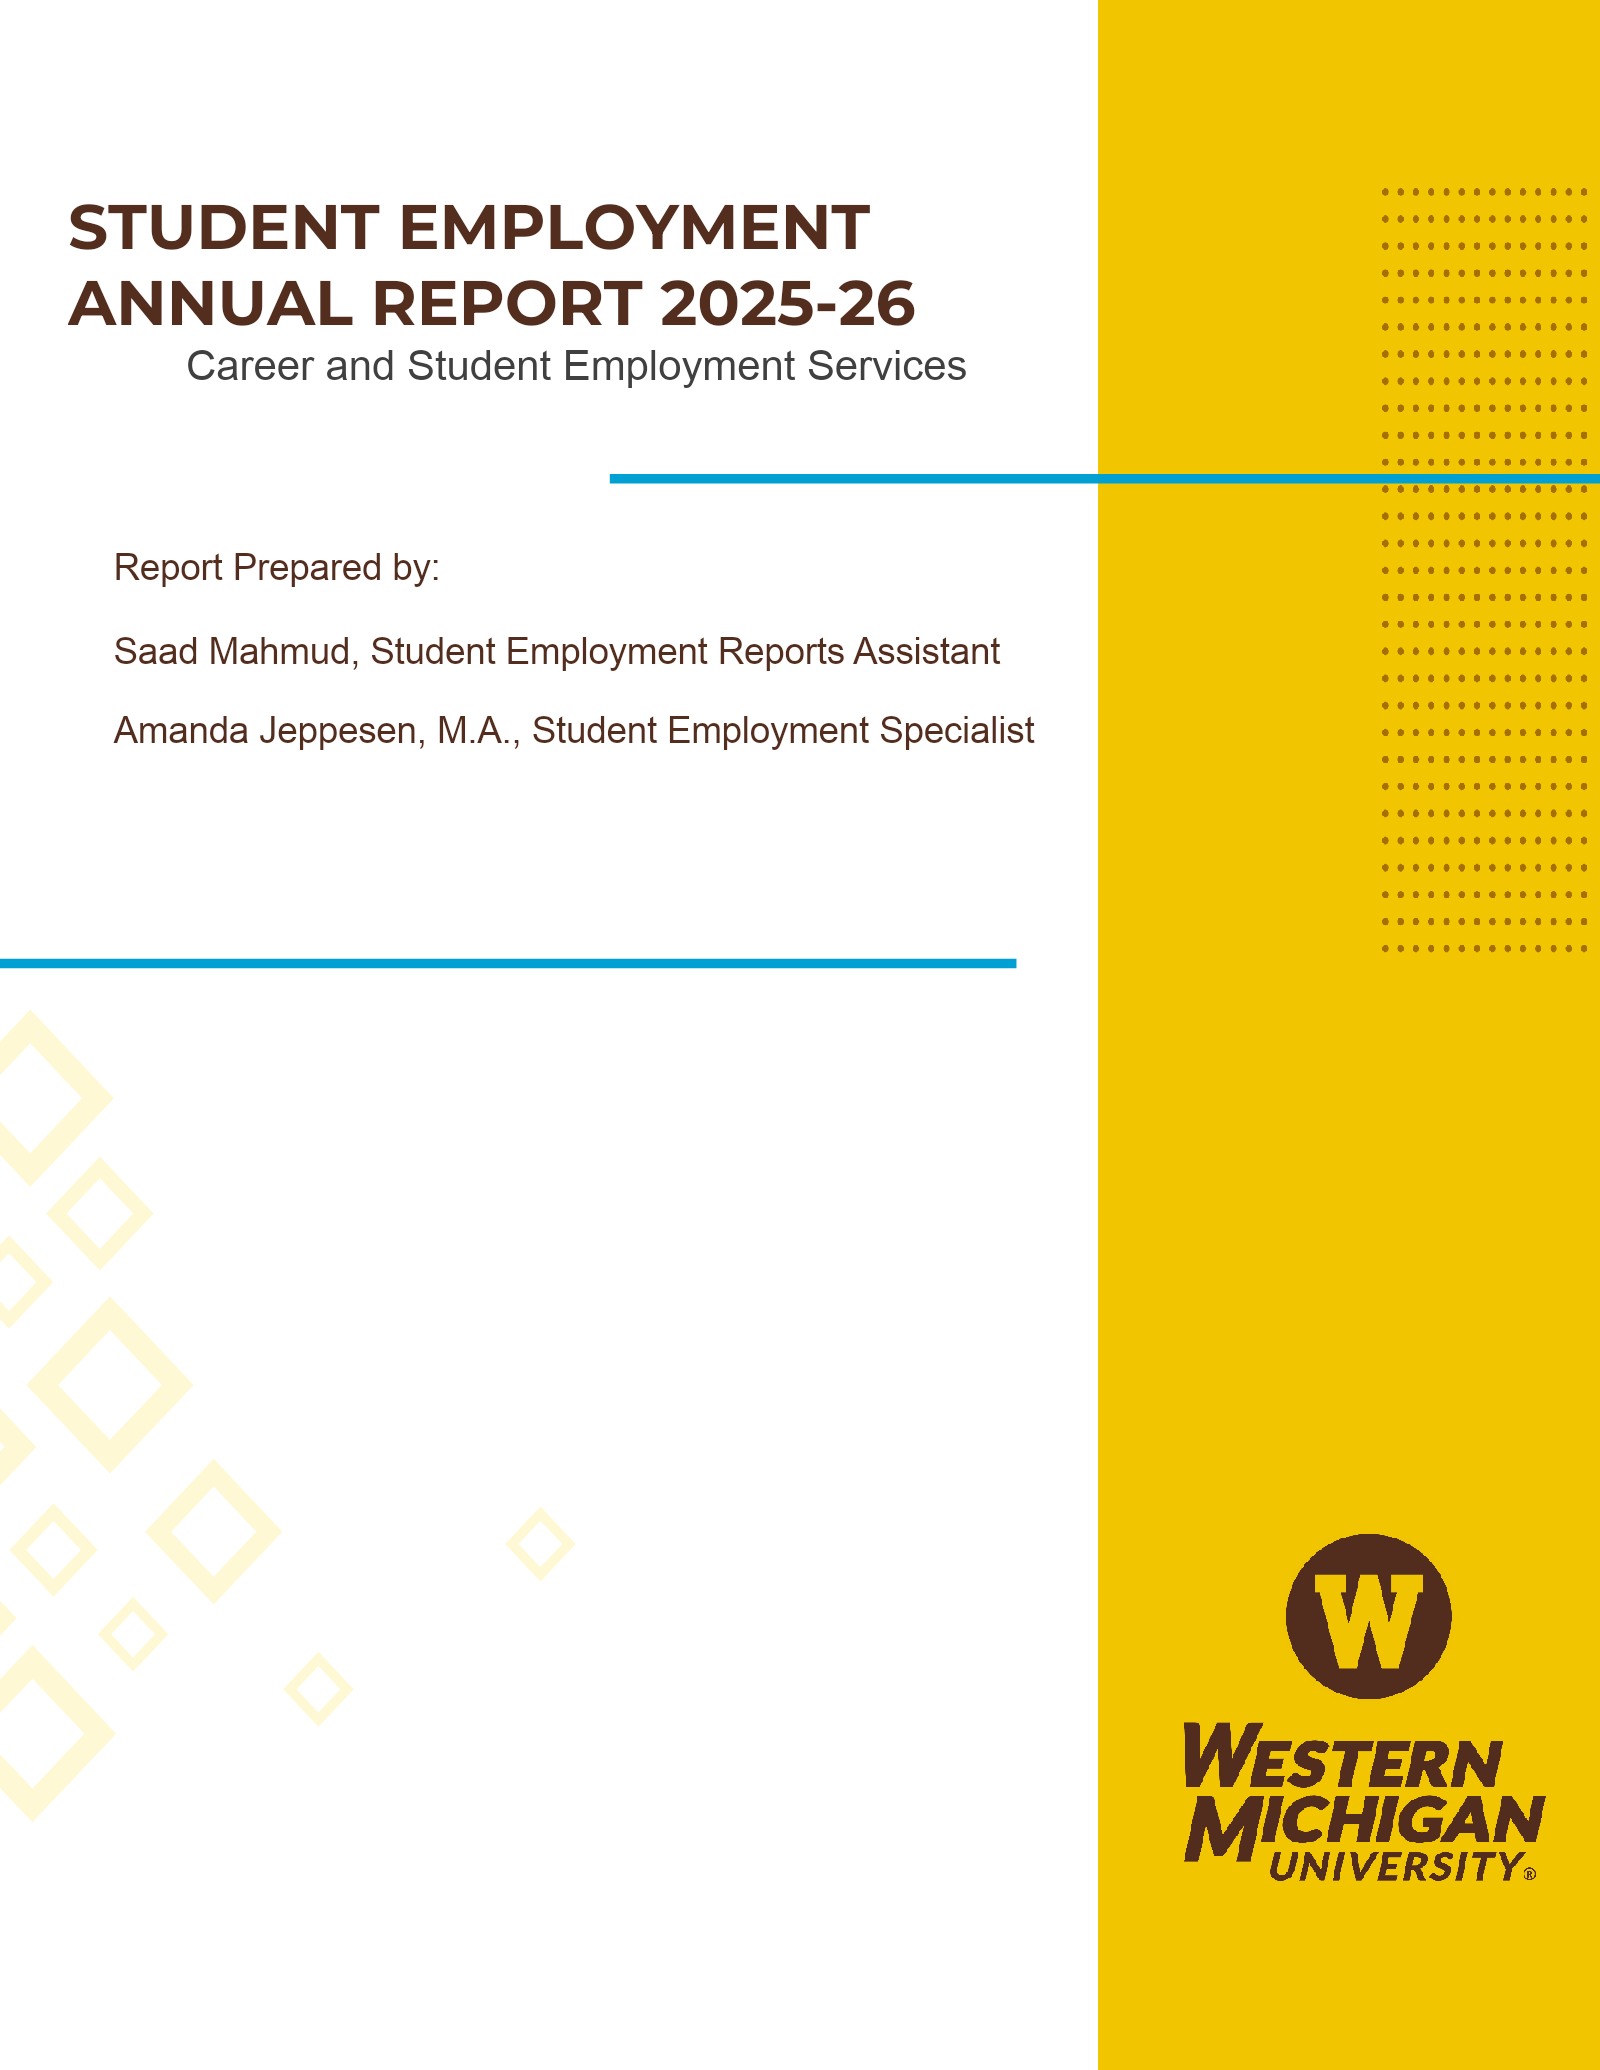 STUDENT EMPLOYMENT
ANNUAL REPORT 2025-26
Career and Student Employment Services
Report Prepared by:
Saad Mahmud, Student Employment Reports Assistant
Amanda Jeppesen, M.A., Student Employment Specialist
W
WESTERN
MICHIGAN
UNIVERSITY®